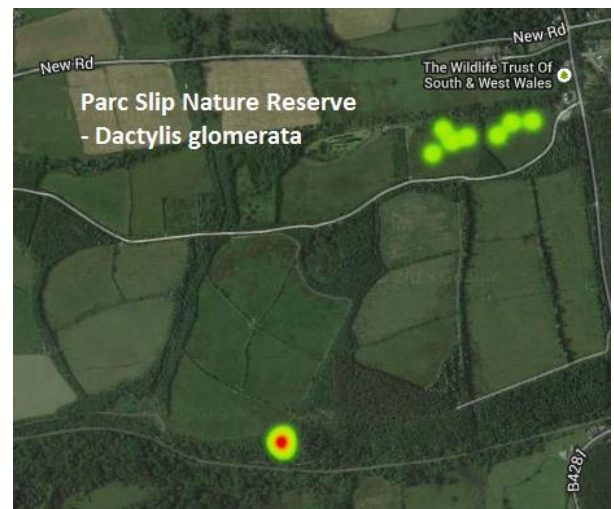 New Rd
New Rd
The Wildlife Trust Of
South & West Wales
Parc Slip Nature Reserve
- Dactylis glomerata
B4281